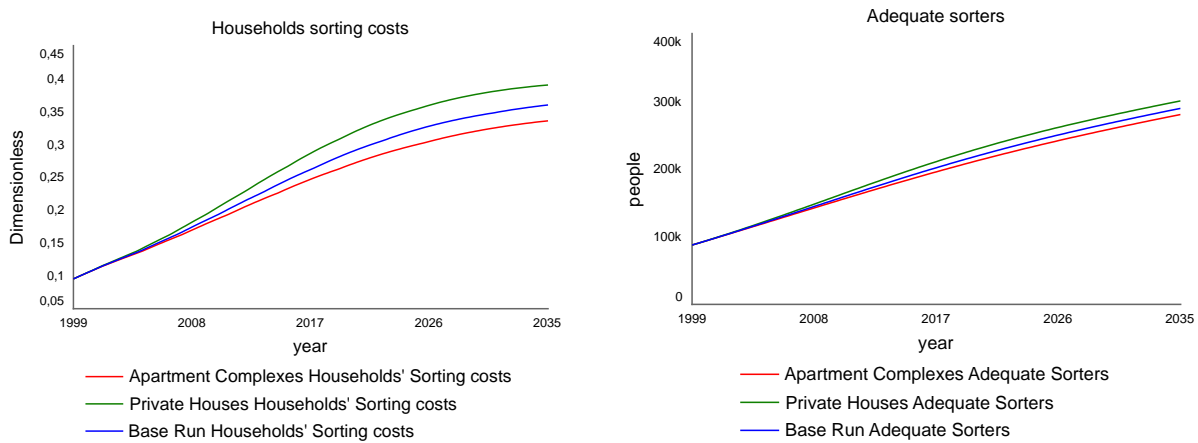 Households sorting costs
Dimensionless
0,45
0,4
0,35
0,3
0,25
0,2
0,15
0,1
0,05
1999 2008 2017 2026 2035
year
Apartment Complexes Households' Sorting costs
Private Houses Households' Sorting costs
Base Run Households' Sorting costs
Adequate sorters
people
400k
300k
200k
100k
0
1999 2008 2017 2026 2035
year
Apartment Complexes Adequate Sorters
Private Houses Adequate Sorters
Base Run Adequate Sorters